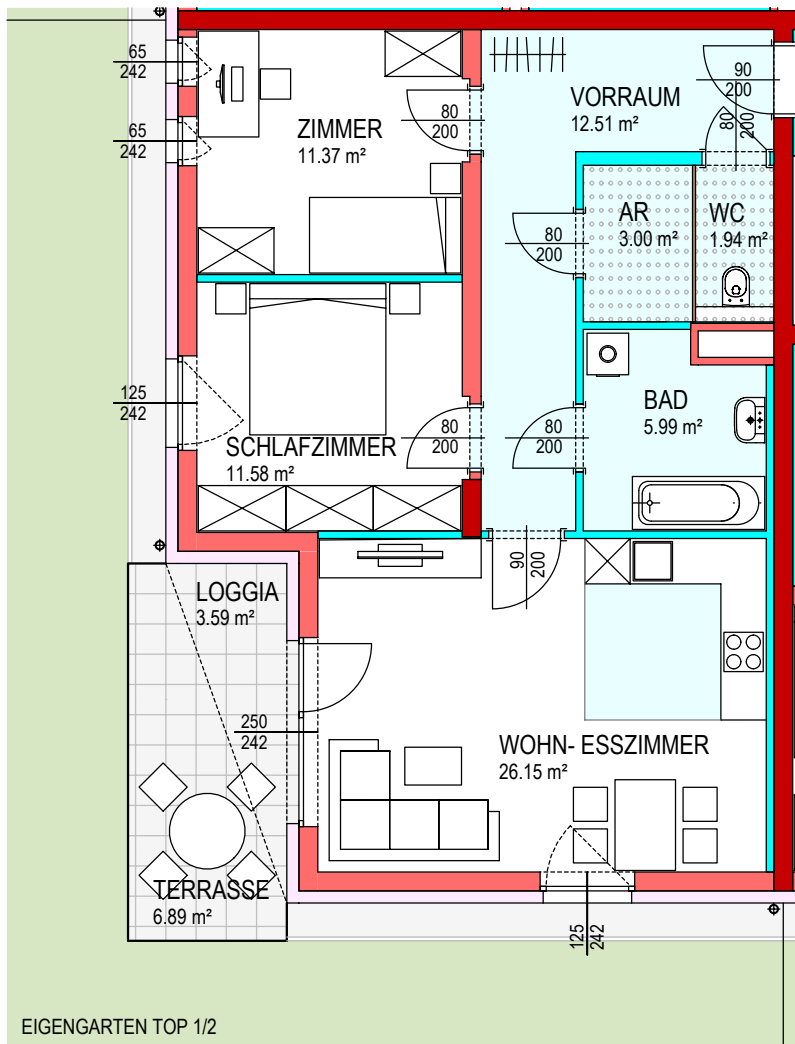 65
242
65
242
ZIMMER
11.37 m²
80
200
VORRAUM
12.51 m²
90
200
80
200
AR
3.00 m²
WC
1.94 m²
80
200
125
242
SCHLAFZIMMER
11.58 m²
80
200
80
200
BAD
5.99 m²
90
200
LOGGIA
3.59 m²
250
242
WOHN- ESSZIMMER
26.15 m²
TERRASSE
6.89 m²
125
242
EIGENGARTEN TOP 1/2